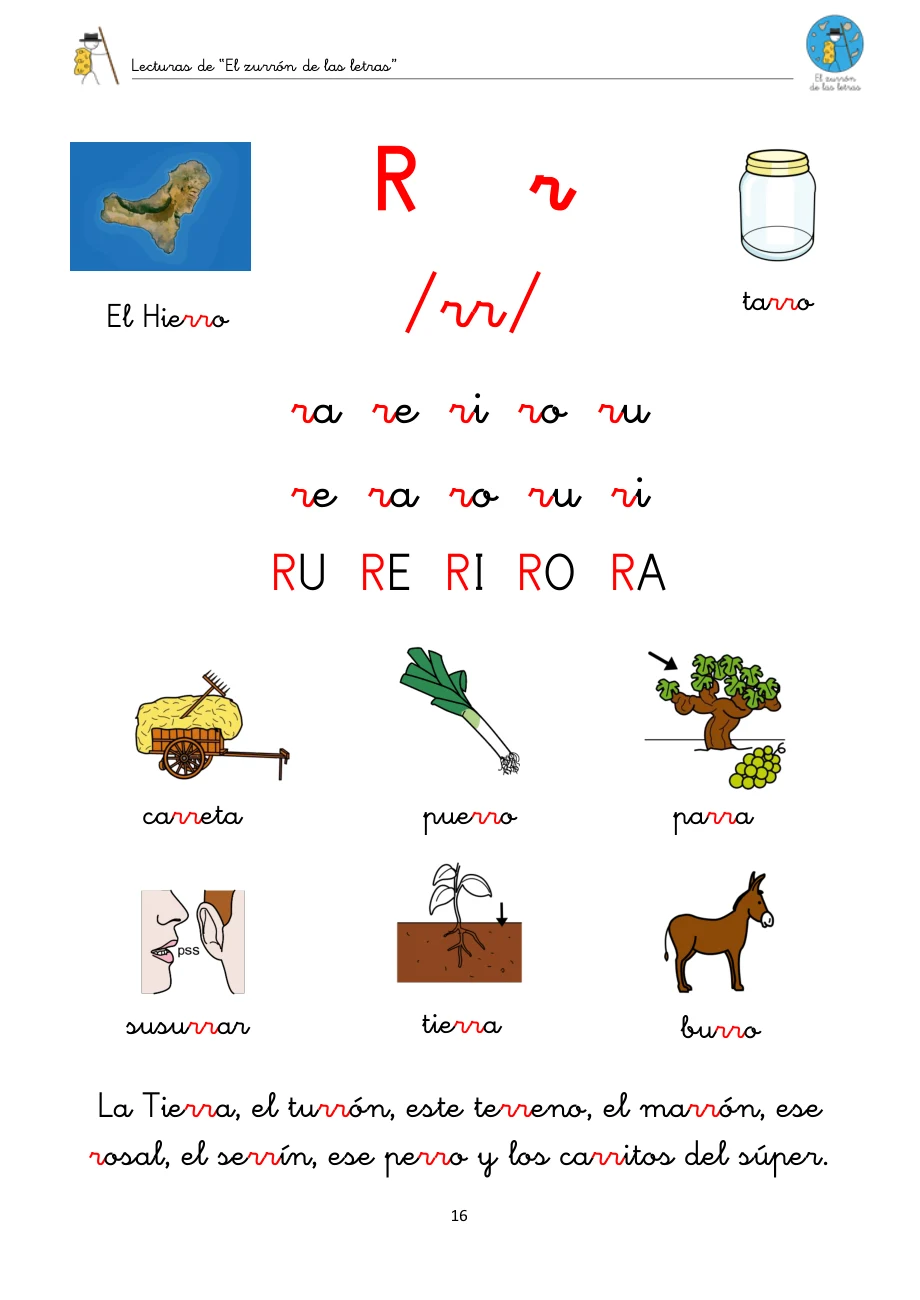 Lecturas de "El zurrón de las letras"
El zurrón
de las letras
R r
/rr/
El Hierro
tarro
ra re ri ro ru
re ra ro ru ri
RU RE RI RO RA
carreta puerro parra
pss
susurrar tierra burro
La Tierra, el turrón, este terreno, el marrón, ese
rosal, el serrín, ese perro y los carritos del súper.
16